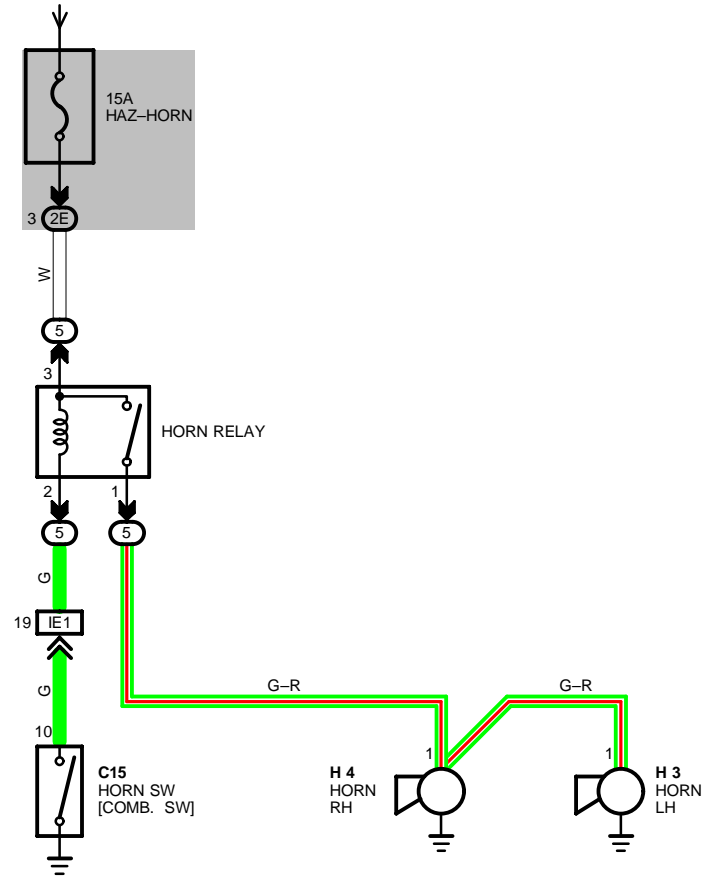 15A
HAZ–HORN
3 2E
W
5
3
HORN RELAY
2 1
5 5
G
19 IE1
G
G–R G–R
10 1 1
C15
HORN SW
[COMB. SW]
H 4
HORN
RH
H 3
HORN
LH